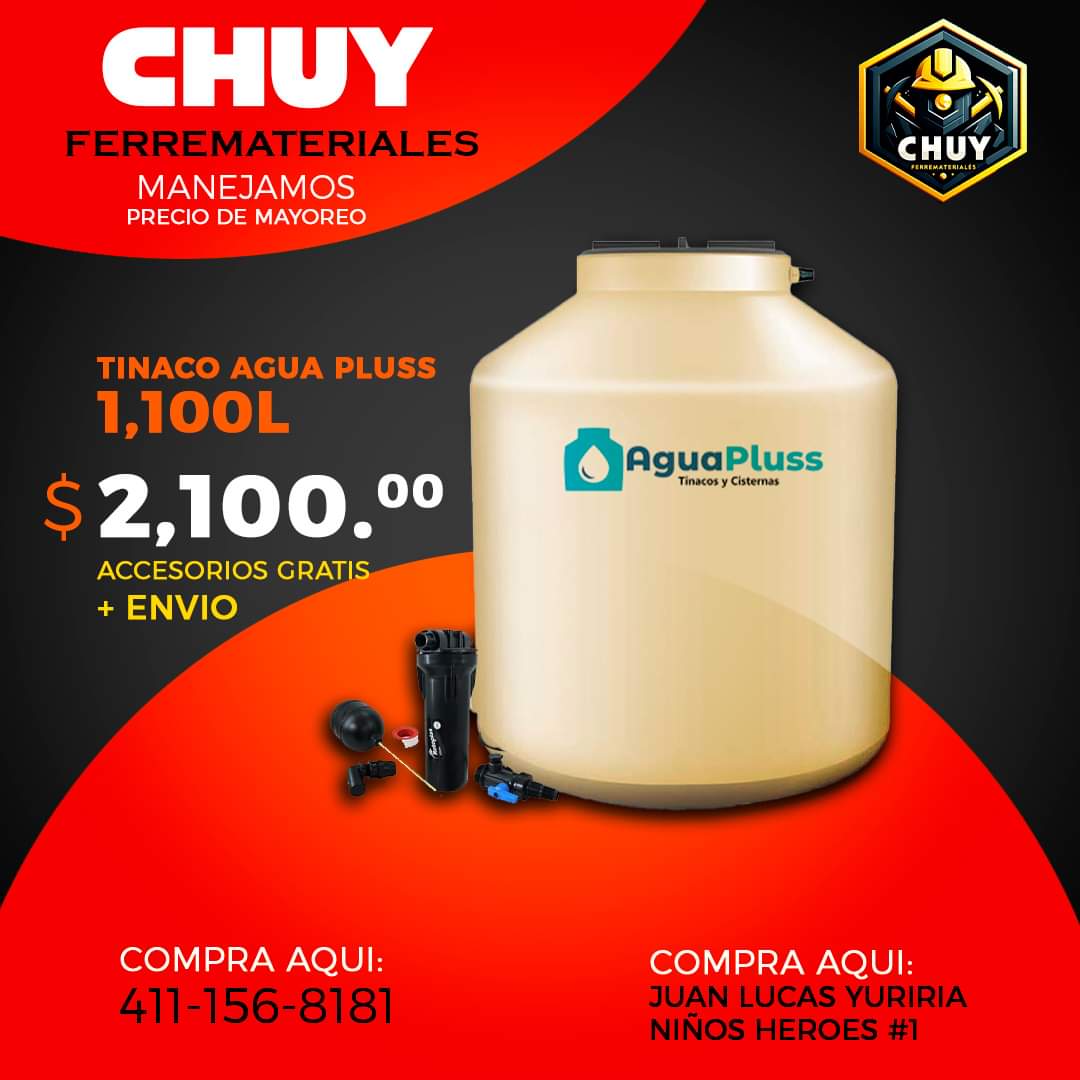 CHUY
FERREMATERIALES
MANEJAMOS
PRECIO DE MAYOREO
CHUY
FERREMATERIALES
TINACO AGUA PLUSS
1,100L
$ 2,100.00
ACCESORIOS GRATIS
+ ENVIO
AguaPluss
Tinacos y Cisternas
COMPRA AQUI:
411-156-8181
COMPRA AQUI:
JUAN LUCAS YURIRIA
NIÑOS HEROES #1